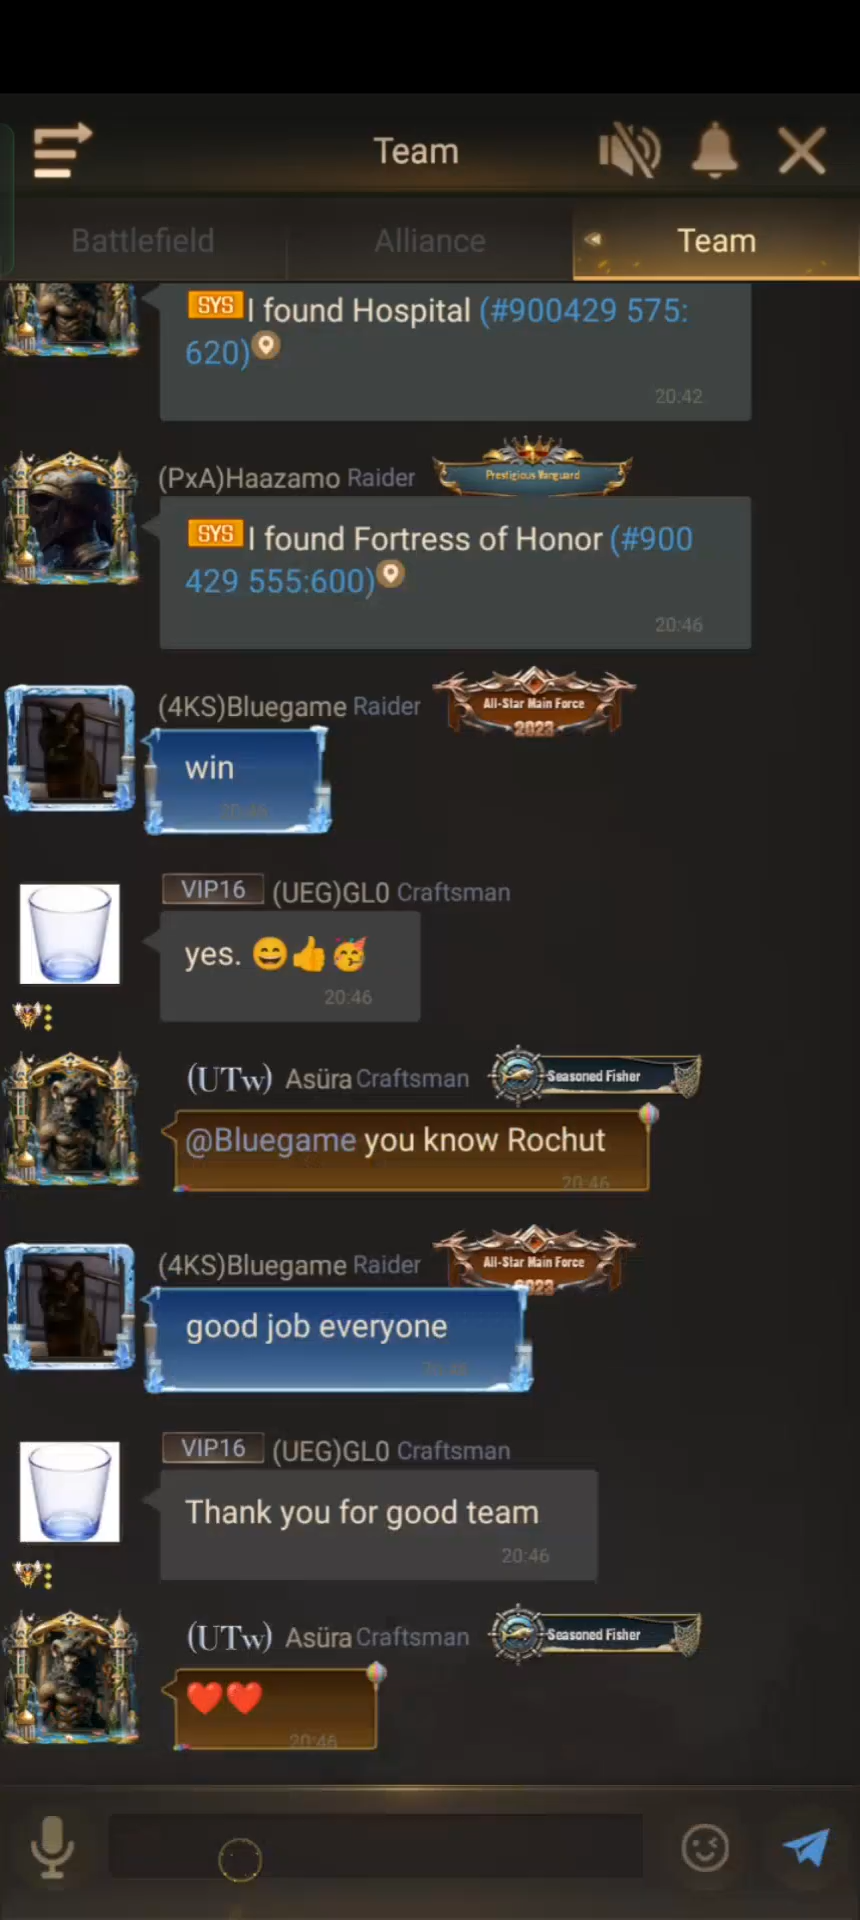 Team
Battlefield Alliance Team
SYS I found Hospital (#900429 575:
620)
20:42
(PxA)Haazamo Raider Prestigious Vanguard
SYS I found Fortress of Honor (#900
429 555:600)
20:46
(4KS)Bluegame Raider All-Star Main Force
2023
win
20:46
VIP16 (UEG)GL0 Craftsman
yes. 😄👍🥳
20:46
(UTw) Asüra Craftsman Seasoned Fisher
@Bluegame you know Rochut
20:46
(4KS)Bluegame Raider All-Star Main Force
good job everyone
VIP16 (UEG)GL0 Craftsman
Thank you for good team
20:46
(UTw) Asüra Craftsman Seasoned Fisher
❤️❤️
20:46